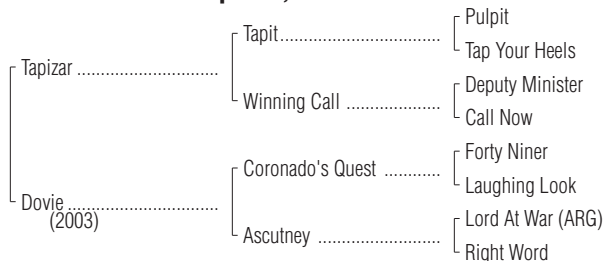 Pulpit
Tapit....................................
Tap Your Heels
Tapizar ................................
Deputy Minister
Winning Call .....................
Call Now
Forty Niner
Coronado's Quest ............
Laughing Look
Dovie ..................................
(2003)
Lord At War (ARG)
Ascutney ...........................
Right Word